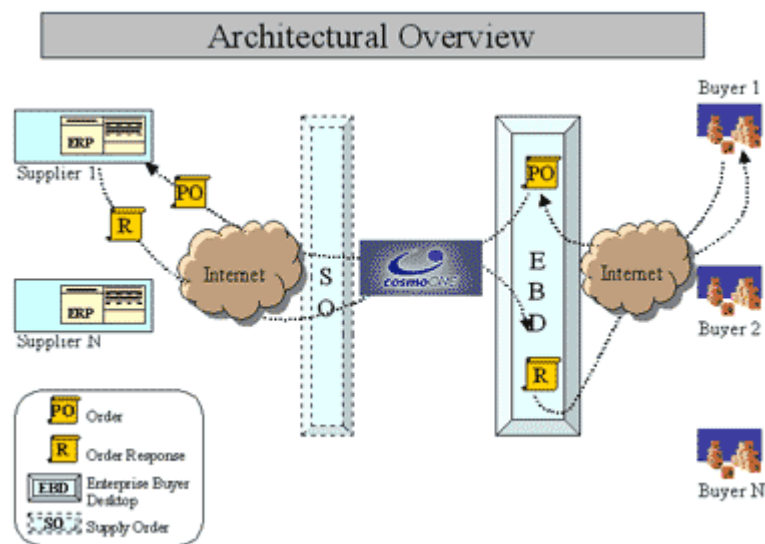 Architectural Overview
Buyer 1
ERP
Supplier 1
PO
R
Internet
ERP
Supplier N
S
O
cosmoONE
PO
E
B
D
R
Internet
Buyer 2
Buyer N
PO Order
R Order Response
EBD Enterprise Buyer
Desktop
SO Supply Order